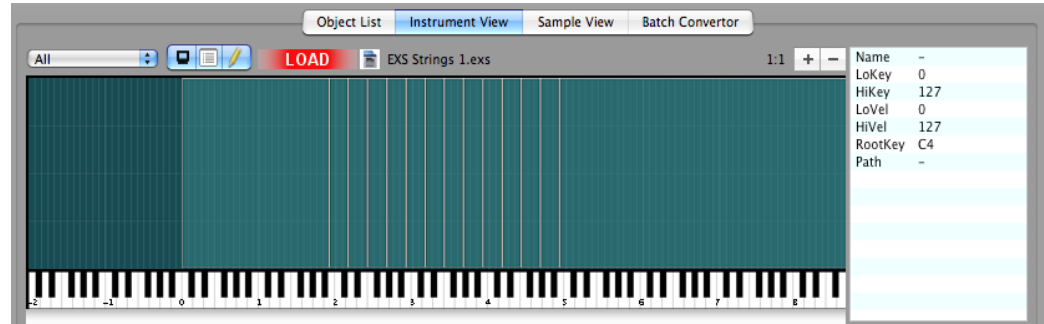 Object List Instrument View Sample View Batch Convertor
All LOAD EXS Strings 1.exs 1:1 + −
Name –
LoKey 0
HiKey 127
LoVel 0
HiVel 127
RootKey C4
Path –
-2 -1 0 1 2 3 4 5 6 7 8